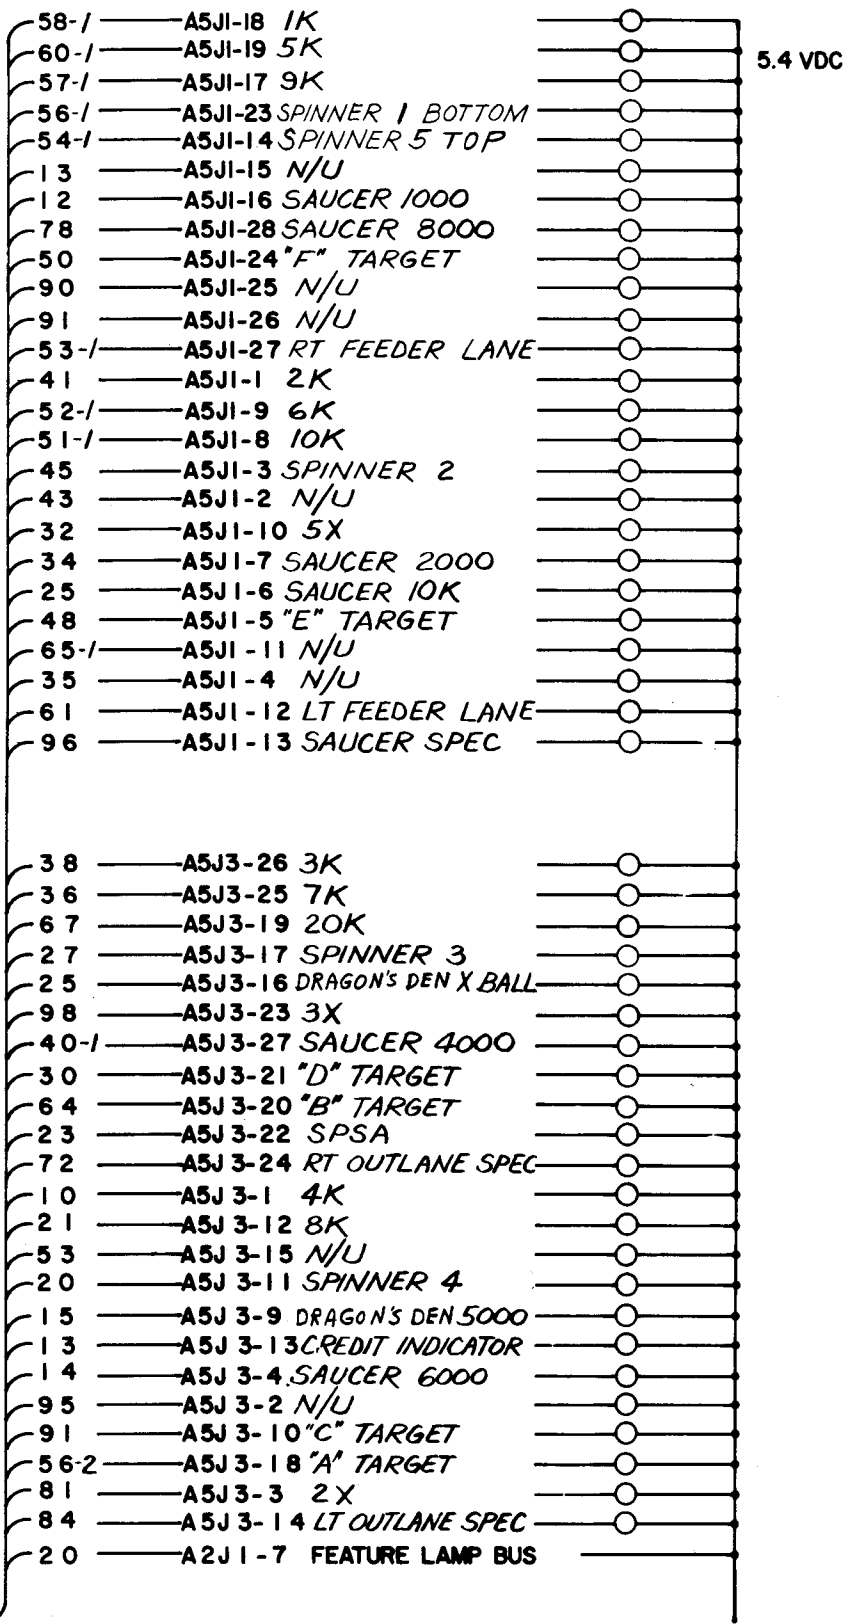 58-1 A5J1-18 1K
60-1 A5J1-19 5K
5.4 VDC
57-1 A5J1-17 9K
56-1 A5J1-23 SPINNER 1 BOTTOM
54-1 A5J1-14 SPINNER 5 TOP
13 A5J1-15 N/U
12 A5J1-16 SAUCER 1000
78 A5J1-28 SAUCER 8000
50 A5J1-24 "F" TARGET
90 A5J1-25 N/U
91 A5J1-26 N/U
53-1 A5J1-27 RT FEEDER LANE
41 A5J1-1 2K
52-1 A5J1-9 6K
51-1 A5J1-8 10K
45 A5J1-3 SPINNER 2
43 A5J1-2 N/U
32 A5J1-10 5X
34 A5J1-7 SAUCER 2000
25 A5J1-6 SAUCER 10K
48 A5J1-5 "E" TARGET
65-1 A5J1-11 N/U
35 A5J1-4 N/U
61 A5J1-12 LT FEEDER LANE
96 A5J1-13 SAUCER SPEC
38 A5J3-26 3K
36 A5J3-25 7K
67 A5J3-19 20K
27 A5J3-17 SPINNER 3
25 A5J3-16 DRAGON'S DEN X BALL
98 A5J3-23 3X
40-1 A5J3-27 SAUCER 4000
30 A5J3-21 "D" TARGET
64 A5J3-20 "B" TARGET
23 A5J3-22 SPSA
72 A5J3-24 RT OUTLANE SPEC
10 A5J3-1 4K
21 A5J3-12 8K
53 A5J3-15 N/U
20 A5J3-11 SPINNER 4
15 A5J3-9 DRAGON'S DEN 5000
13 A5J3-13 CREDIT INDICATOR
14 A5J3-4 SAUCER 6000
95 A5J3-2 N/U
91 A5J3-10 "C" TARGET
56-2 A5J3-18 "A" TARGET
81 A5J3-3 2X
84 A5J3-14 LT OUTLANE SPEC
20 A2J1-7 FEATURE LAMP BUS